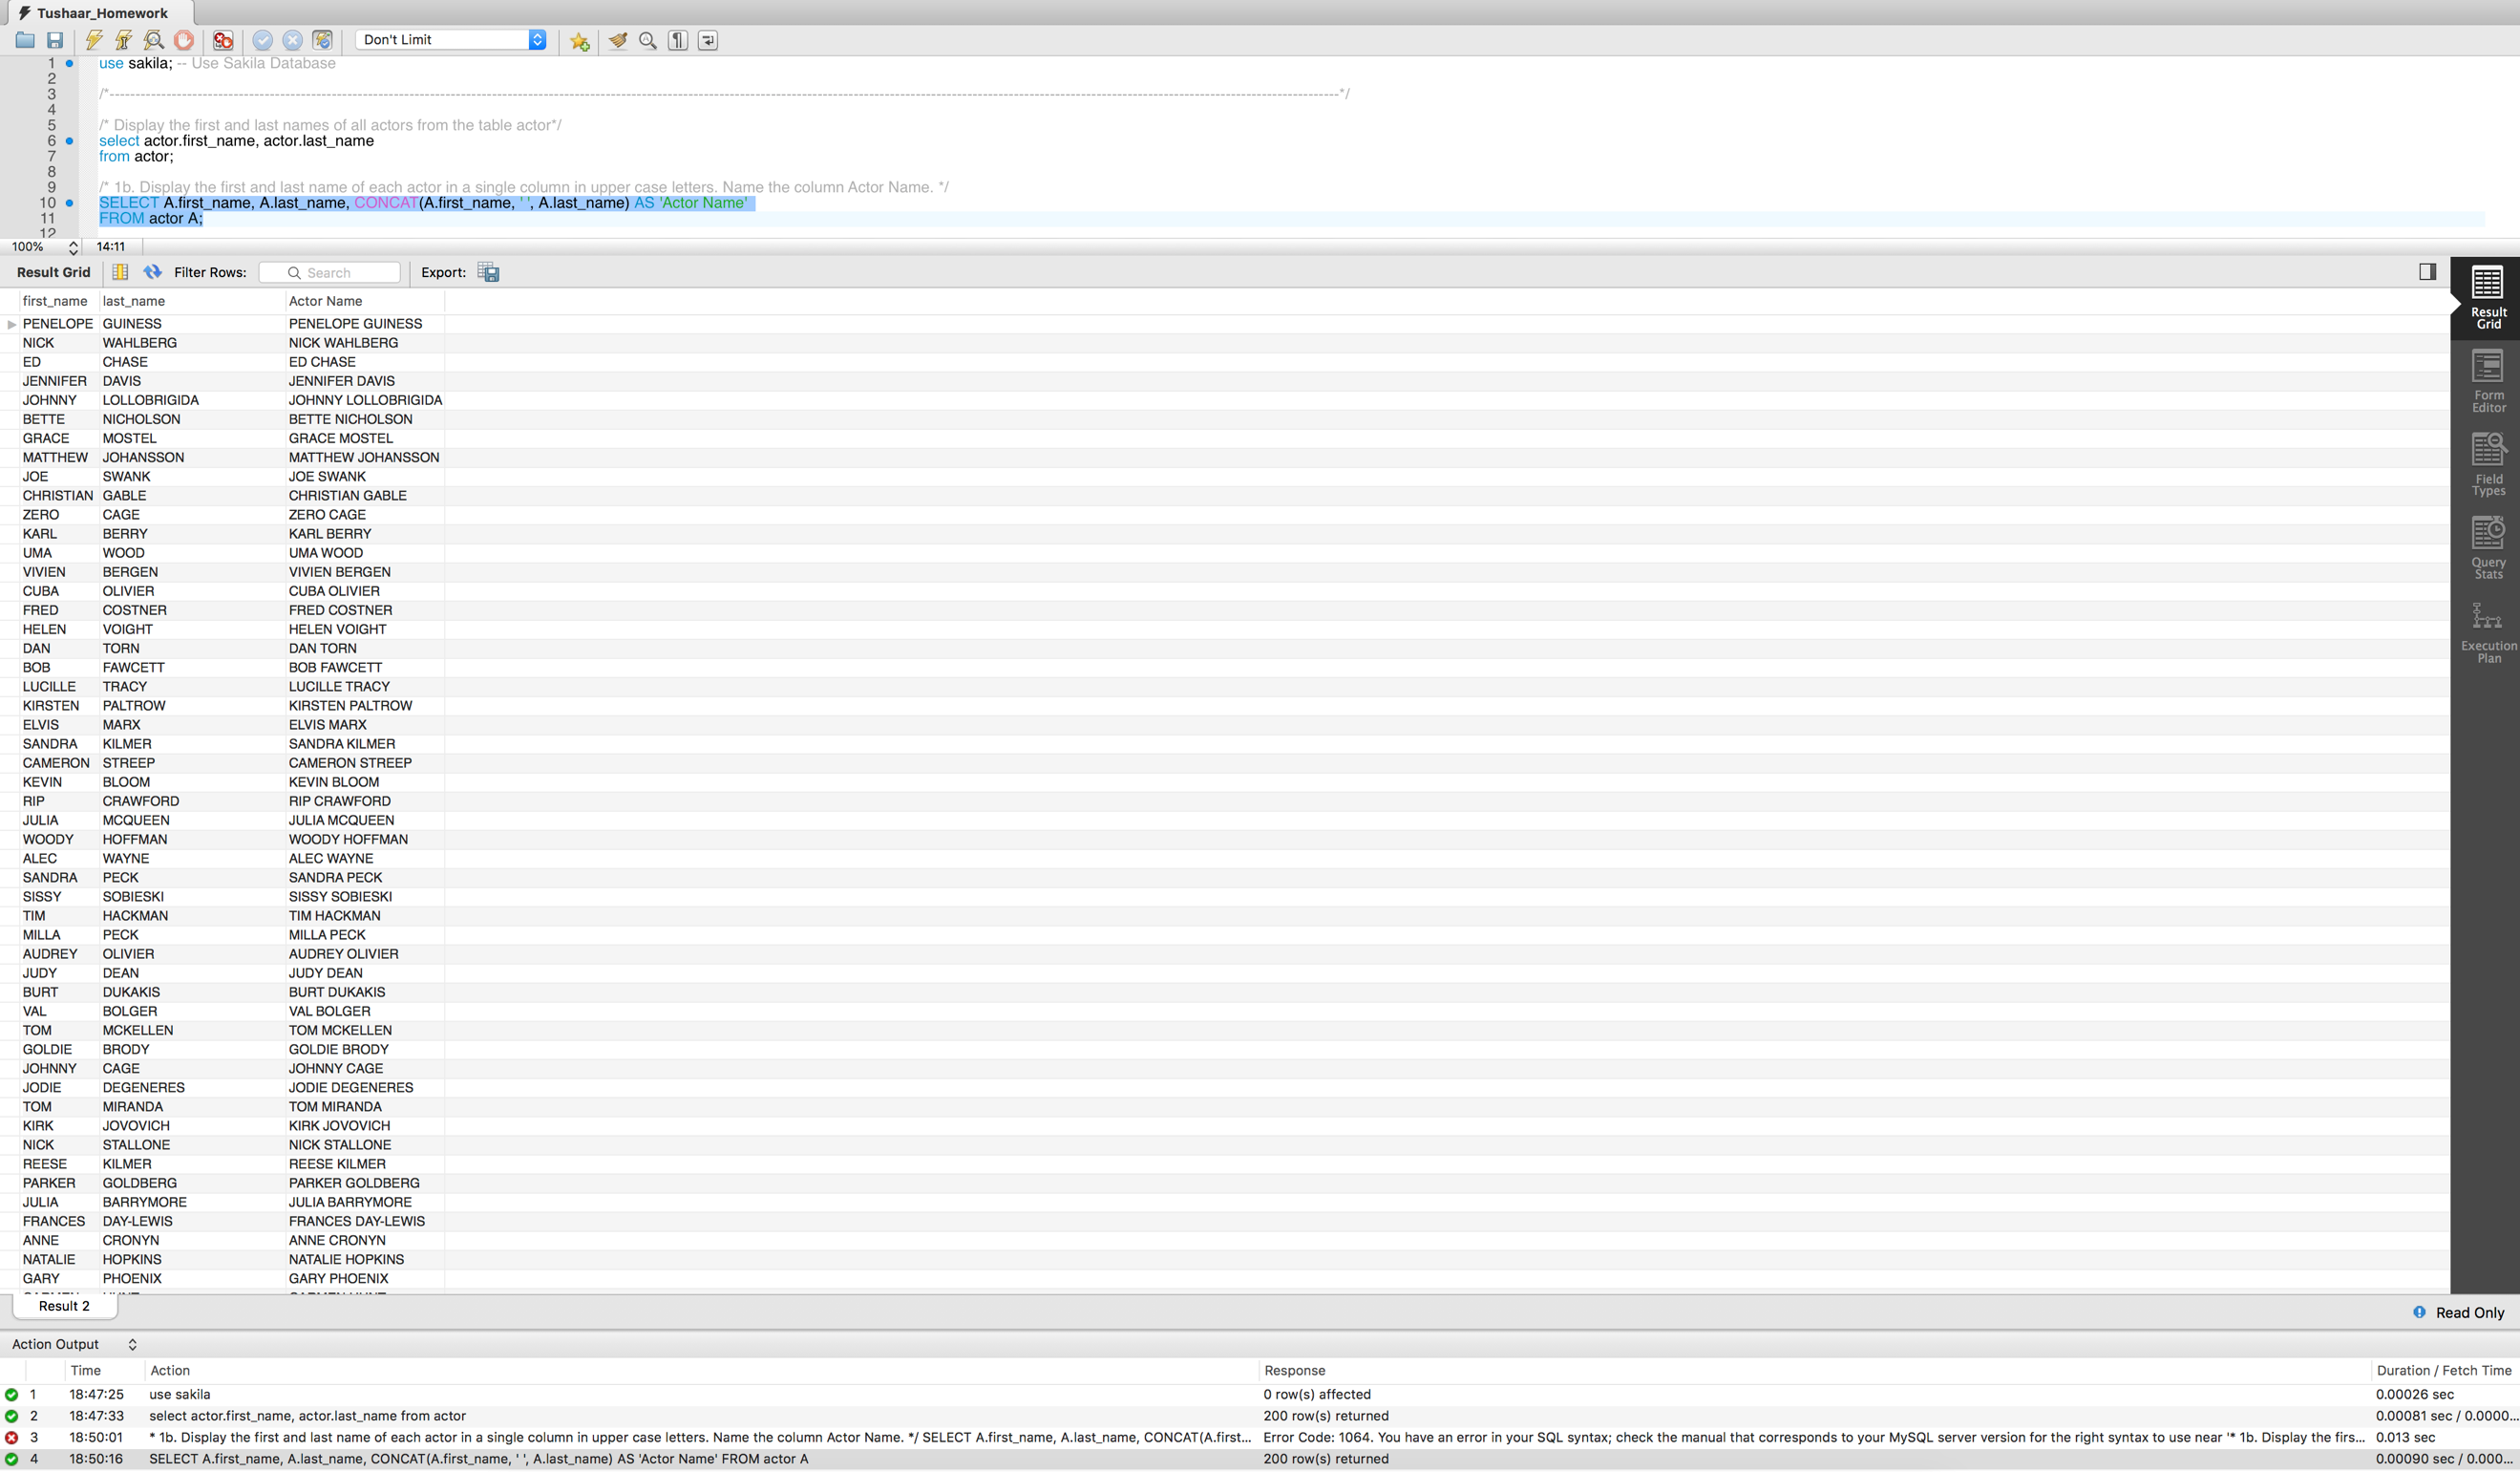 Tushaar_Homework
Don't Limit
1 use sakila; -- Use Sakila Database
2
3 /*------------------------------------------------------------------------------------------------------------------------*/
4
5 /* Display the first and last names of all actors from the table actor*/
6 select actor.first_name, actor.last_name
7 from actor;
8
9 /* 1b. Display the first and last name of each actor in a single column in upper case letters. Name the column Actor Name. */
10 SELECT A.first_name, A.last_name, CONCAT(A.first_name, ' ', A.last_name) AS 'Actor Name'
11 FROM actor A;
12
100% 14:11
Result Grid Filter Rows: Search Export:
first_name last_name Actor Name
PENELOPE GUINESS PENELOPE GUINESS
NICK WAHLBERG NICK WAHLBERG
ED CHASE ED CHASE
JENNIFER DAVIS JENNIFER DAVIS
JOHNNY LOLLOBRIGIDA JOHNNY LOLLOBRIGIDA
BETTE NICHOLSON BETTE NICHOLSON
GRACE MOSTEL GRACE MOSTEL
MATTHEW JOHANSSON MATTHEW JOHANSSON
JOE SWANK JOE SWANK
CHRISTIAN GABLE CHRISTIAN GABLE
ZERO CAGE ZERO CAGE
KARL BERRY KARL BERRY
UMA WOOD UMA WOOD
VIVIEN BERGEN VIVIEN BERGEN
CUBA OLIVIER CUBA OLIVIER
FRED COSTNER FRED COSTNER
HELEN VOIGHT HELEN VOIGHT
DAN TORN DAN TORN
BOB FAWCETT BOB FAWCETT
LUCILLE TRACY LUCILLE TRACY
KIRSTEN PALTROW KIRSTEN PALTROW
ELVIS MARX ELVIS MARX
SANDRA KILMER SANDRA KILMER
CAMERON STREEP CAMERON STREEP
KEVIN BLOOM KEVIN BLOOM
RIP CRAWFORD RIP CRAWFORD
JULIA MCQUEEN JULIA MCQUEEN
WOODY HOFFMAN WOODY HOFFMAN
ALEC WAYNE ALEC WAYNE
SANDRA PECK SANDRA PECK
SISSY SOBIESKI SISSY SOBIESKI
TIM HACKMAN TIM HACKMAN
MILLA PECK MILLA PECK
AUDREY OLIVIER AUDREY OLIVIER
JUDY DEAN JUDY DEAN
BURT DUKAKIS BURT DUKAKIS
VAL BOLGER VAL BOLGER
TOM MCKELLEN TOM MCKELLEN
GOLDIE BRODY GOLDIE BRODY
JOHNNY CAGE JOHNNY CAGE
JODIE DEGENERES JODIE DEGENERES
TOM MIRANDA TOM MIRANDA
KIRK JOVOVICH KIRK JOVOVICH
NICK STALLONE NICK STALLONE
REESE KILMER REESE KILMER
PARKER GOLDBERG PARKER GOLDBERG
JULIA BARRYMORE JULIA BARRYMORE
FRANCES DAY-LEWIS FRANCES DAY-LEWIS
ANNE CRONYN ANNE CRONYN
NATALIE HOPKINS NATALIE HOPKINS
GARY PHOENIX GARY PHOENIX
Result
Grid
Form
Editor
Field
Types
Query
Stats
Execution
Plan
Result 2 Read Only
Action Output
Time Action Response Duration / Fetch Time
1 18:47:25 use sakila 0 row(s) affected 0.00026 sec
2 18:47:33 select actor.first_name, actor.last_name from actor 200 row(s) returned 0.00081 sec / 0.0000...
3 18:50:01 * 1b. Display the first and last name of each actor in a single column in upper case letters. Name the column Actor Name. */ SELECT A.first_name, A.last_name, CONCAT(A.first... Error Code: 1064. You have an error in your SQL syntax; check the manual that corresponds to your MySQL server version for the right syntax to use near '* 1b. Display the firs... 0.013 sec
4 18:50:16 SELECT A.first_name, A.last_name, CONCAT(A.first_name, ' ', A.last_name) AS 'Actor Name' FROM actor A 200 row(s) returned 0.00090 sec / 0.000...